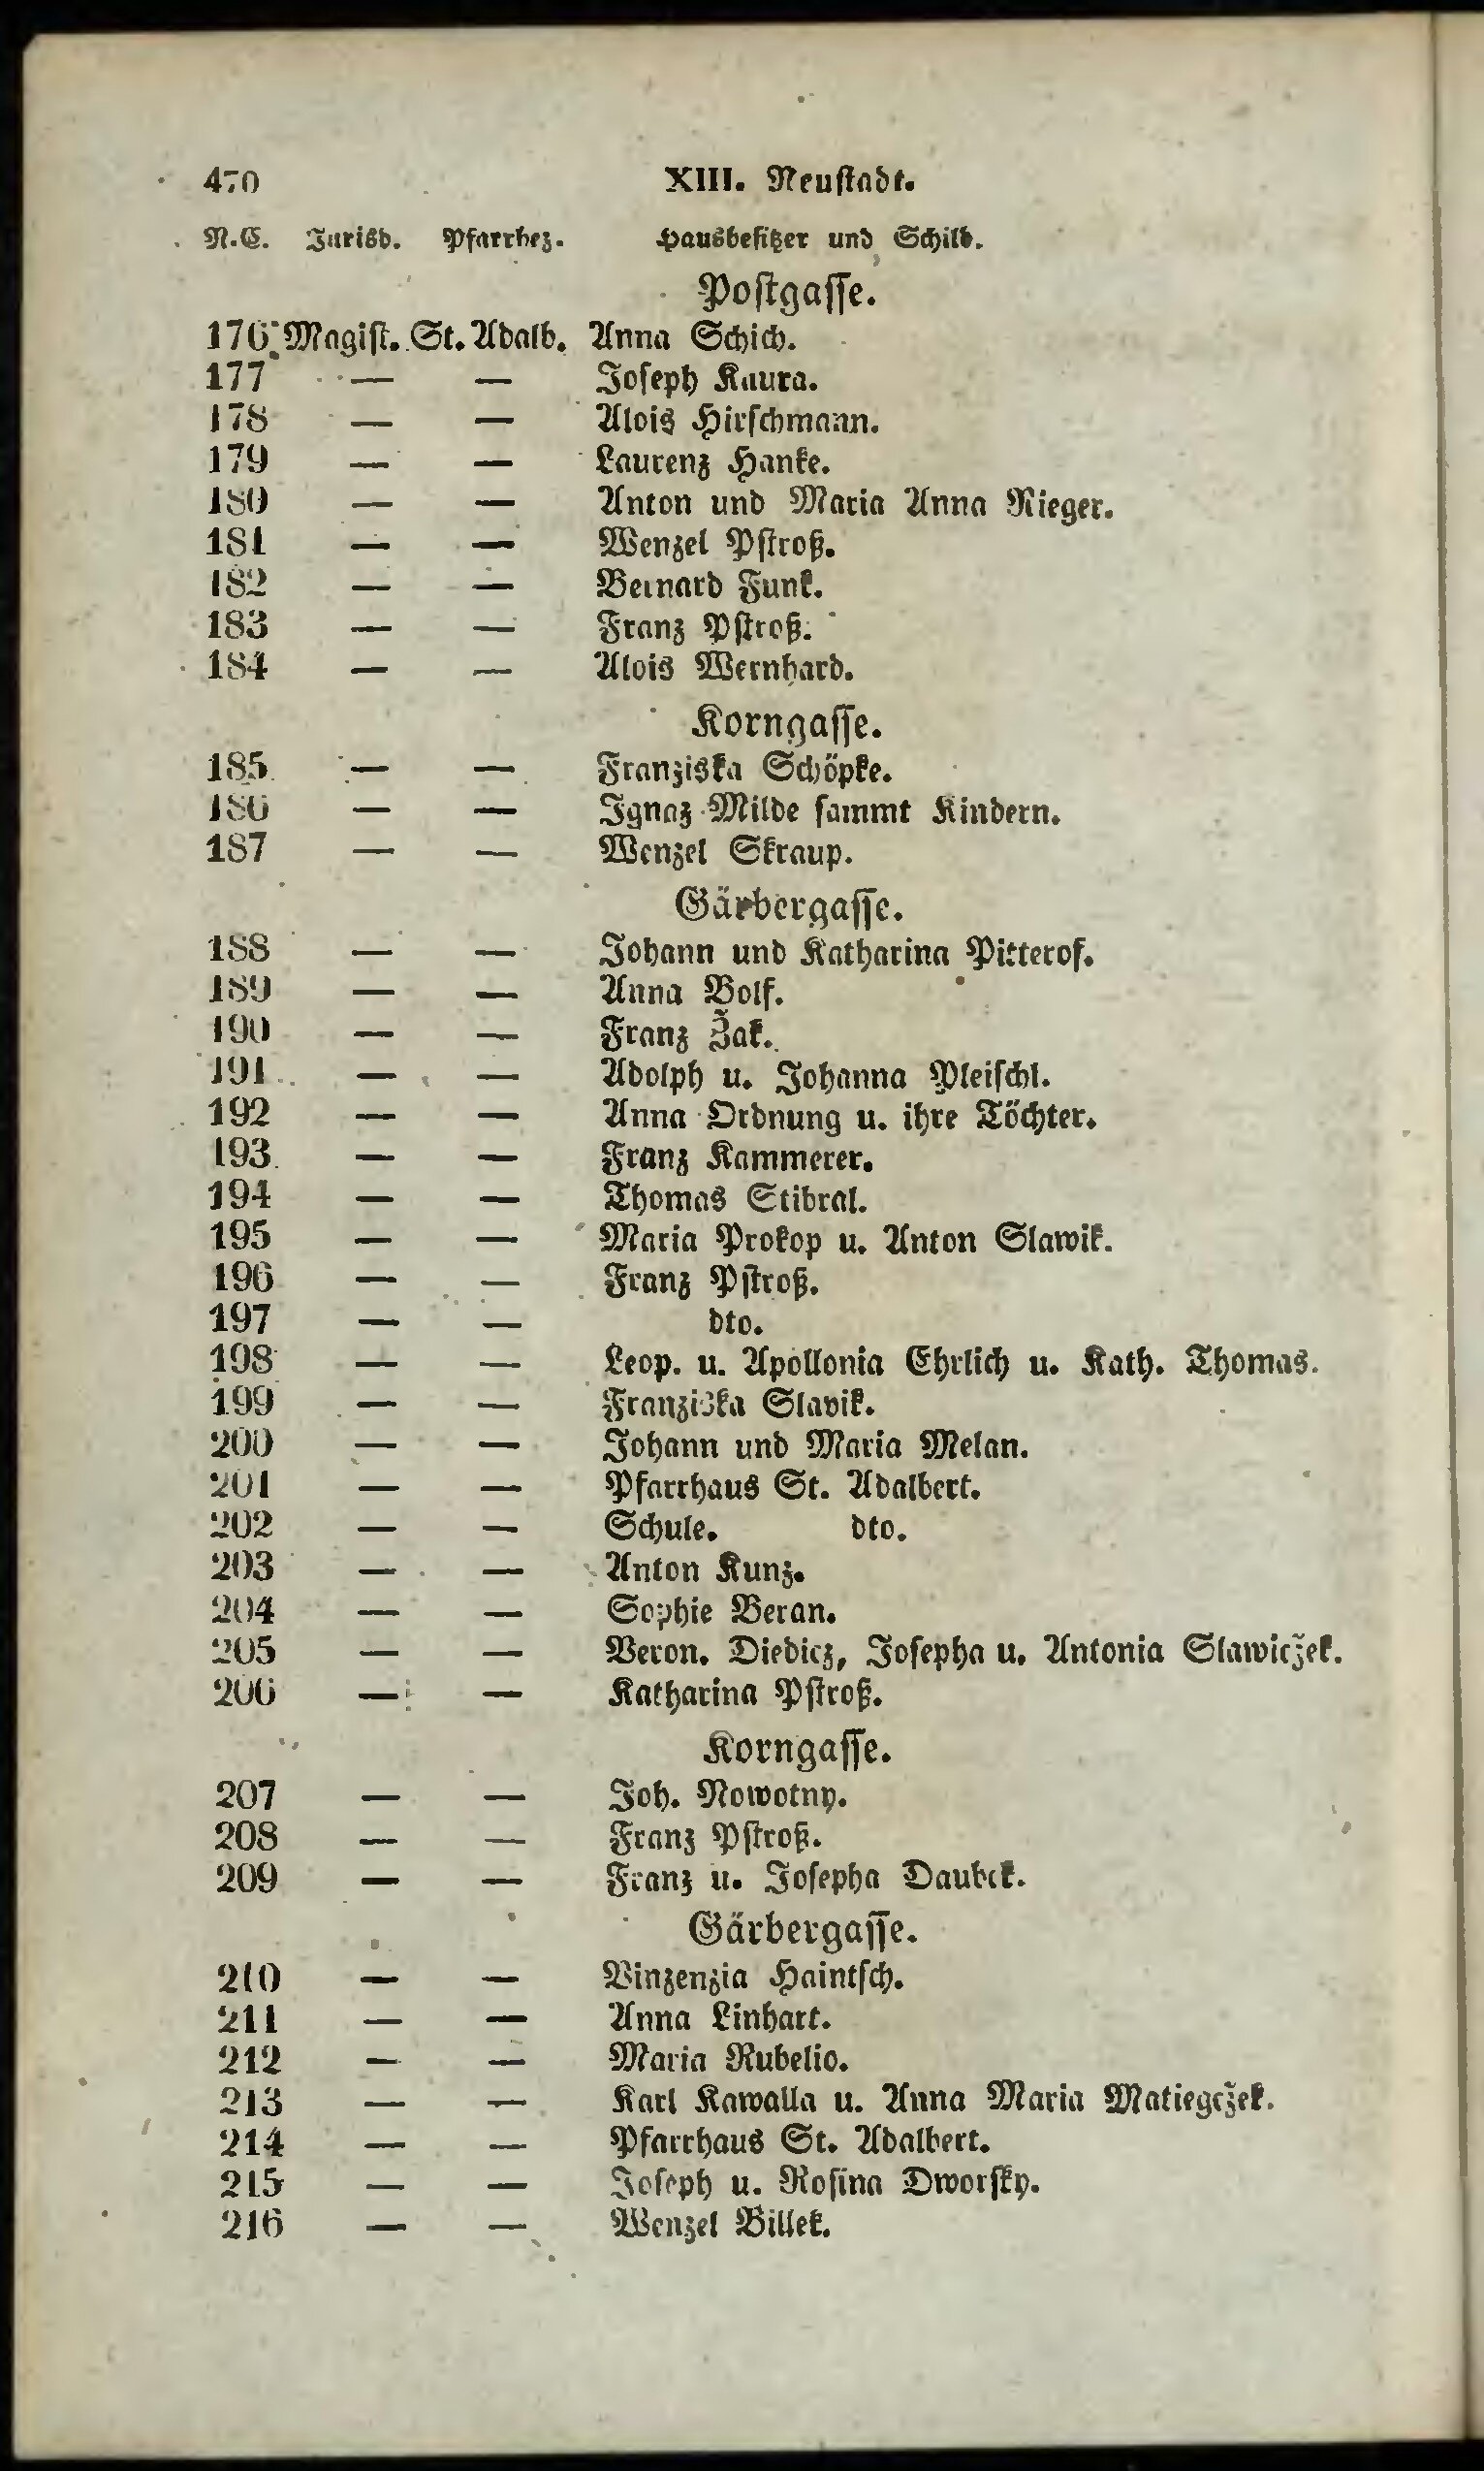 470 XIII. Neustadt.
N.C. Jurisd. Pfarrbez. Hausbesitzer und Schild.
Postgasse.
176 Magist. St. Adalb. Anna Schich.
177 — — Joseph Kaura.
178 — — Alois Hirschmann.
179 — — Laurenz Hanke.
180 — — Anton und Maria Anna Rieger.
181 — — Wenzel Pstroß.
182 — — Bernard Funk.
183 — — Franz Pstroß.
184 — — Alois Wernhard.
Korngasse.
185 — — Franziska Schöpke.
186 — — Ignaz Milde sammt Kindern.
187 — — Wenzel Skraup.
Gärbergasse.
188 — — Johann und Katharina Pitterof.
189 — — Anna Bolf.
190 — — Franz Žak.
191 — — Adolph u. Johanna Pleischl.
192 — — Anna Ordnung u. ihre Töchter.
193 — — Franz Kammerer.
194 — — Thomas Stibral.
195 — — Maria Prokop u. Anton Slawik.
196 — — Franz Pstroß.
197 — — dto.
198 — — Leop. u. Apollonia Ehrlich u. Kath. Thomas.
199 — — Franziska Slavik.
200 — — Johann und Maria Melan.
201 — — Pfarrhaus St. Adalbert.
202 — — Schule. dto.
203 — — Anton Kunz.
204 — — Sophie Beran.
205 — — Veron. Diebicz, Josepha u. Antonia Slawiczek.
206 — — Katharina Pstroß.
Korngasse.
207 — — Joh. Nowotny.
208 — — Franz Pstroß.
209 — — Franz u. Josepha Daubek.
Gärbergasse.
210 — — Vinzenzia Haintsch.
211 — — Anna Linhart.
212 — — Maria Rubelio.
213 — — Karl Kawalla u. Anna Maria Matiegczek.
214 — — Pfarrhaus St. Adalbert.
215 — — Joseph u. Rosina Dworsky.
216 — — Wenzel Billek.